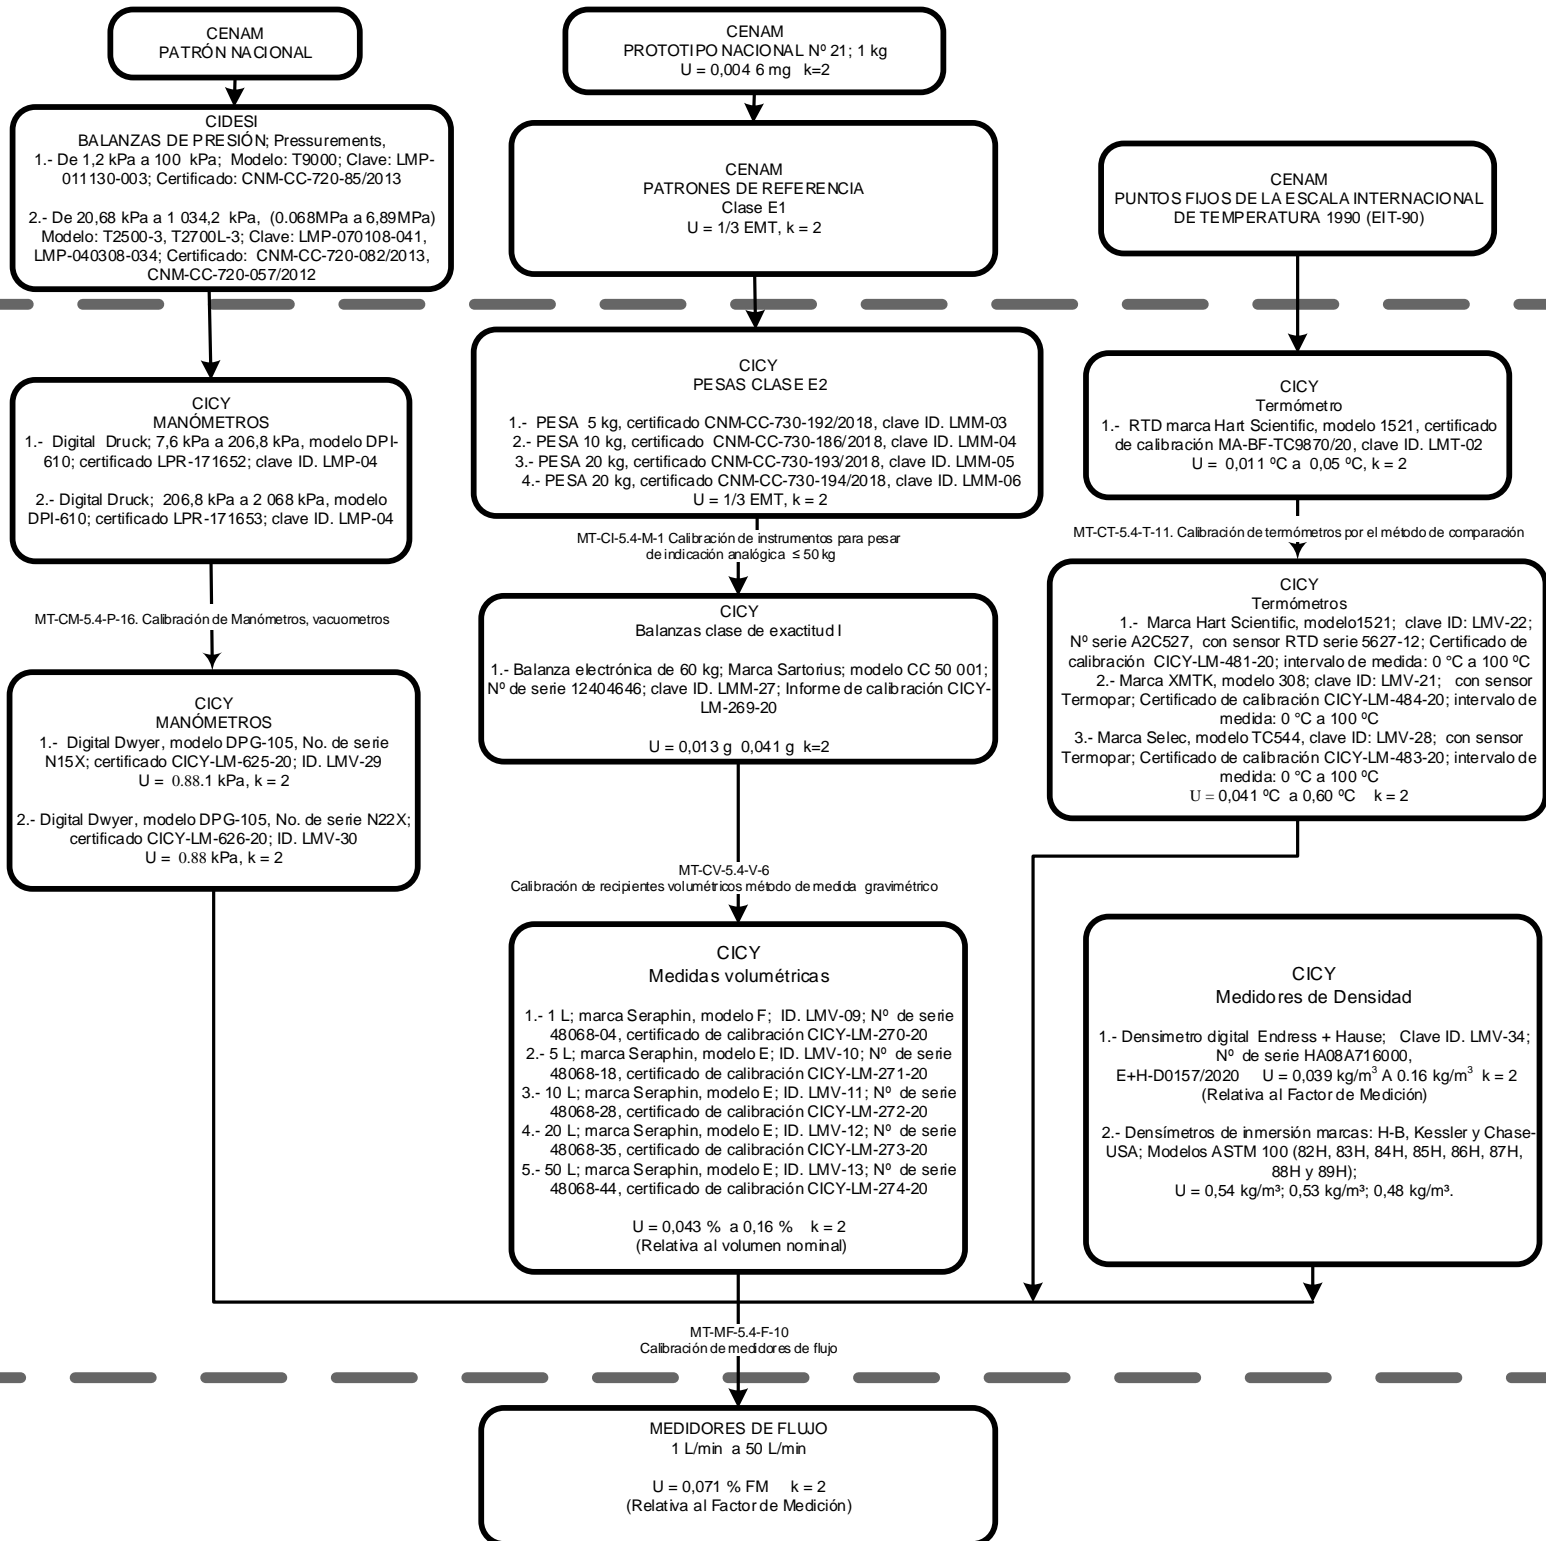 CENAM
PATRÓN NACIONAL
CENAM
PROTOTIPO NACIONAL Nº 21; 1 kg
U = 0,004 6 mg k=2
CIDESI
BALANZAS DE PRESIÓN; Pressurements,
1.- De 1,2 kPa a 100 kPa; Modelo: T9000; Clave: LMP-
011130-003; Certificado: CNM-CC-720-85/2013
2.- De 20,68 kPa a 1 034,2 kPa, (0.068MPa a 6,89MPa)
Modelo: T2500-3, T2700L-3; Clave: LMP-070108-041,
LMP-040308-034; Certificado: CNM-CC-720-082/2013,
CNM-CC-720-057/2012
CENAM
PATRONES DE REFERENCIA
Clase E1
U = 1/3 EMT, k = 2
CENAM
PUNTOS FIJOS DE LA ESCALA INTERNACIONAL
DE TEMPERATURA 1990 (EIT-90)
CICY
MANÓMETROS
1.- Digital Druck; 7,6 kPa a 206,8 kPa, modelo DPI-
610; certificado LPR-171652; clave ID. LMP-04
2.- Digital Druck; 206,8 kPa a 2 068 kPa, modelo
DPI-610; certificado LPR-171653; clave ID. LMP-04
CICY
PESAS CLASE E2
1.- PESA 5 kg, certificado CNM-CC-730-192/2018, clave ID. LMM-03
2.- PESA 10 kg, certificado CNM-CC-730-186/2018, clave ID. LMM-04
3.- PESA 20 kg, certificado CNM-CC-730-193/2018, clave ID. LMM-05
4.- PESA 20 kg, certificado CNM-CC-730-194/2018, clave ID. LMM-06
U = 1/3 EMT, k = 2
CICY
Termómetro
1.- RTD marca Hart Scientific, modelo 1521, certificado
de calibración MA-BF-TC9870/20, clave ID. LMT-02
U = 0,011 ºC a 0,05 ºC, k = 2
MT-CI-5.4-M-1 Calibración de instrumentos para pesar
de indicación analógica ≤ 50 kg
MT-CT-5.4-T-11. Calibración de termómetros por el método de comparación
MT-CM-5.4-P-16. Calibración de Manómetros, vacuometros
CICY
Balanzas clase de exactitud I
1.- Balanza electrónica de 60 kg; Marca Sartorius; modelo CC 50 001;
Nº de serie 12404646; clave ID. LMM-27; Informe de calibración CICY-
LM-269-20
U = 0,013 g 0,041 g k=2
CICY
Termómetros
1.- Marca Hart Scientific, modelo1521; clave ID: LMV-22;
Nº serie A2C527, con sensor RTD serie 5627-12; Certificado de
calibración CICY-LM-481-20; intervalo de medida: 0 °C a 100 ºC
2.- Marca XMTK, modelo 308; clave ID: LMV-21; con sensor
Termopar; Certificado de calibración CICY-LM-484-20; intervalo de
medida: 0 °C a 100 ºC
3.- Marca Selec, modelo TC544, clave ID: LMV-28; con sensor
Termopar; Certificado de calibración CICY-LM-483-20; intervalo de
medida: 0 °C a 100 ºC
U = 0,041 ºC a 0,60 ºC k = 2
CICY
MANÓMETROS
1.- Digital Dwyer, modelo DPG-105, No. de serie
N15X; certificado CICY-LM-625-20; ID. LMV-29
U = 0.88.1 kPa, k = 2
2.- Digital Dwyer, modelo DPG-105, No. de serie N22X;
certificado CICY-LM-626-20; ID. LMV-30
U = 0.88 kPa, k = 2
MT-CV-5.4-V-6
Calibración de recipientes volumétricos método de medida gravimétrico
CICY
Medidas volumétricas
1.- 1 L; marca Seraphin, modelo F; ID. LMV-09; Nº de serie
48068-04, certificado de calibración CICY-LM-270-20
2.- 5 L; marca Seraphin, modelo E; ID. LMV-10; Nº de serie
48068-18, certificado de calibración CICY-LM-271-20
3.- 10 L; marca Seraphin, modelo E; ID. LMV-11; Nº de serie
48068-28, certificado de calibración CICY-LM-272-20
4.- 20 L; marca Seraphin, modelo E; ID. LMV-12; Nº de serie
48068-35, certificado de calibración CICY-LM-273-20
5.- 50 L; marca Seraphin, modelo E; ID. LMV-13; Nº de serie
48068-44, certificado de calibración CICY-LM-274-20
U = 0,043 % a 0,16 % k = 2
(Relativa al volumen nominal)
CICY
Medidores de Densidad
1.- Densimetro digital Endress + Hause; Clave ID. LMV-34;
Nº de serie HA08A716000,
E+H-D0157/2020 U = 0,039 kg/m³ A 0.16 kg/m³ k = 2
(Relativa al Factor de Medición)
2.- Densímetros de inmersión marcas: H-B, Kessler y Chase-
USA; Modelos ASTM 100 (82H, 83H, 84H, 85H, 86H, 87H,
88H y 89H);
U = 0,54 kg/m³; 0,53 kg/m³; 0,48 kg/m³.
MT-MF-5.4-F-10
Calibración de medidores de flujo
MEDIDORES DE FLUJO
1 L/min a 50 L/min
U = 0,071 % FM k = 2
(Relativa al Factor de Medición)